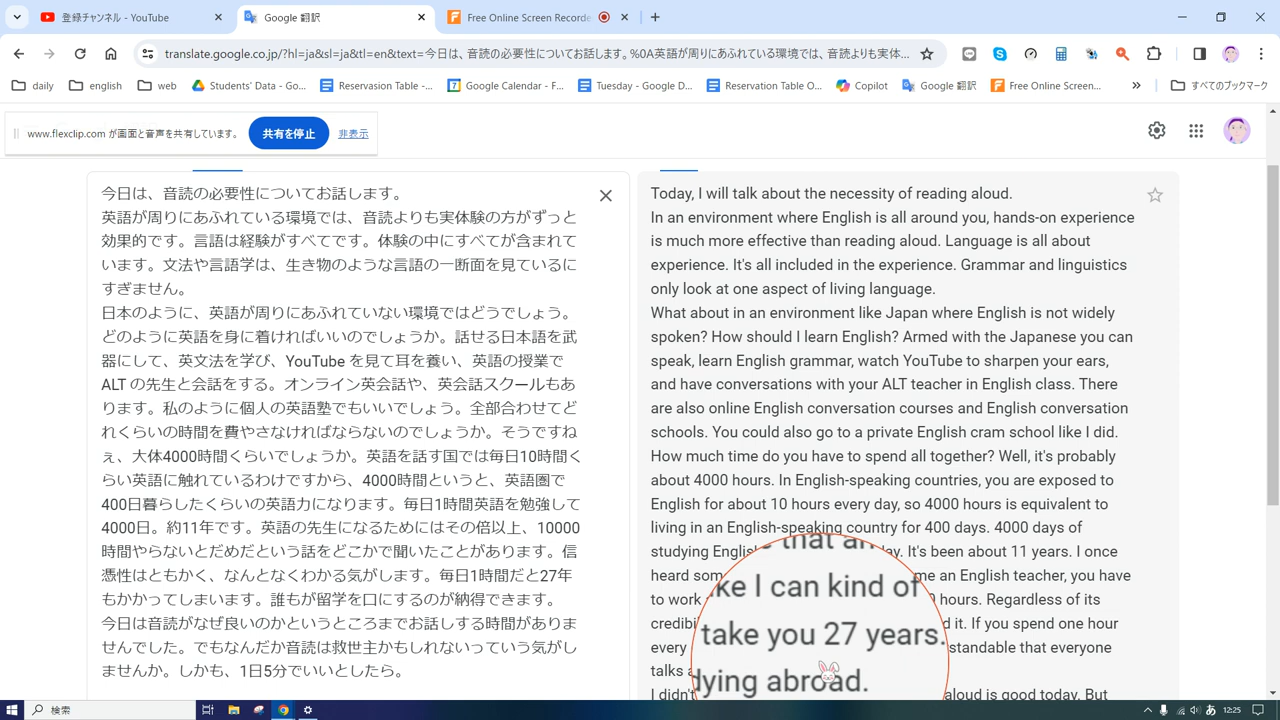 登録チャンネル - YouTube
Google 翻訳
Free Online Screen Recorde
translate.google.co.jp/?hl=ja&sl=ja&tl=en&text=今日は、音読の必要性についてお話します。%0A英語が周りにあふれている環境では、音読よりも実体...
daily
english
web
Students' Data - Go...
Reservasion Table -...
Google Calendar - F...
Tuesday - Google D...
Reservation Table O...
Copilot
Google 翻訳
Free Online Screen...
すべてのブックマーク
www.flexclip.com が画面と音声を共有しています。
共有を停止
非表示
今日は、音読の必要性についてお話します。
英語が周りにあふれている環境では、音読よりも実体験の方がずっと
効果的です。言語は経験がすべてです。体験の中にすべてが含まれて
います。文法や言語学は、生き物のような言語の一断面を見ているに
すぎません。
日本のように、英語が周りにあふれていない環境ではどうでしょう。
どのように英語を身に着ければいいのでしょうか。話せる日本語を武
器にして、英文法を学び、YouTube を見て耳を養い、英語の授業で
ALT の先生と会話をする。オンライン英会話や、英会話スクールもあ
ります。私のように個人の英語塾でもいいでしょう。全部合わせてど
れくらいの時間を費やさなければならないのでしょうか。そうですね
ぇ、大体4000時間くらいでしょうか。英語を話す国では毎日10時間く
らい英語に触れているわけですから、4000時間というと、英語圏で
400日暮らしたくらいの英語力になります。毎日1時間英語を勉強して
4000日。約11年です。英語の先生になるためにはその倍以上、10000
時間やらないとだめだという話をどこかで聞いたことがあります。信
憑性はともかく、なんとなくわかる気がします。毎日1時間だと27年
もかかってしまいます。誰もが留学を口にするのが納得できます。
今日は音読がなぜ良いのかというところまでお話しする時間がありま
せんでした。でもなんだか音読は救世主かもしれないっていう気がし
ませんか。しかも、1日5分でいいとしたら。
Today, I will talk about the necessity of reading aloud.
In an environment where English is all around you, hands-on experience
is much more effective than reading aloud. Language is all about
experience. It's all included in the experience. Grammar and linguistics
only look at one aspect of living language.
What about in an environment like Japan where English is not widely
spoken? How should I learn English? Armed with the Japanese you can
speak, learn English grammar, watch YouTube to sharpen your ears,
and have conversations with your ALT teacher in English class. There
are also online English conversation courses and English conversation
schools. You could also go to a private English cram school like I did.
How much time do you have to spend all together? Well, it's probably
about 4000 hours. In English-speaking countries, you are exposed to
English for about 10 hours every day, so 4000 hours is equivalent to
living in an English-speaking country for 400 days. 4000 days of
studying Englis ay. It's been about 11 years. I once
heard som me an English teacher, you have
to work hours. Regardless of its
credibi d it. If you spend one hour
every standable that everyone
talks a
I didn't aloud is good today. But
that an
ke I can kind of
take you 27 years.
dying abroad.
検索
あ
12:25